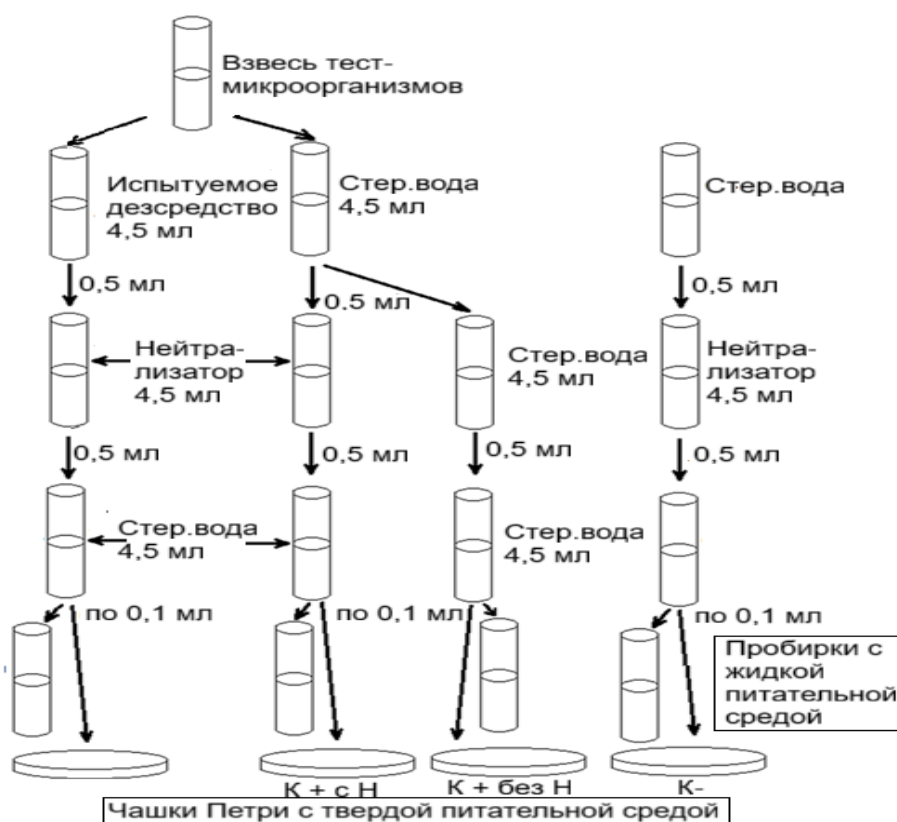 Взвесь тест-
микроорганизмов
Испытуемое
дезсредство
4,5 мл
Стер.вода
4,5 мл
Стер.вода
0,5 мл
0,5 мл
0,5 мл
Нейтра-
лизатор
4,5 мл
Стер.вода
4,5 мл
Нейтра-
лизатор
4,5 мл
0,5 мл
0,5 мл
0,5 мл
0,5 мл
Стер.вода
4,5 мл
Стер.вода
4,5 мл
по 0,1 мл
по 0,1 мл
по 0,1 мл
Пробирки с
жидкой
питательной
средой
К + с Н
К + без Н
К-
Чашки Петри с твердой питательной средой